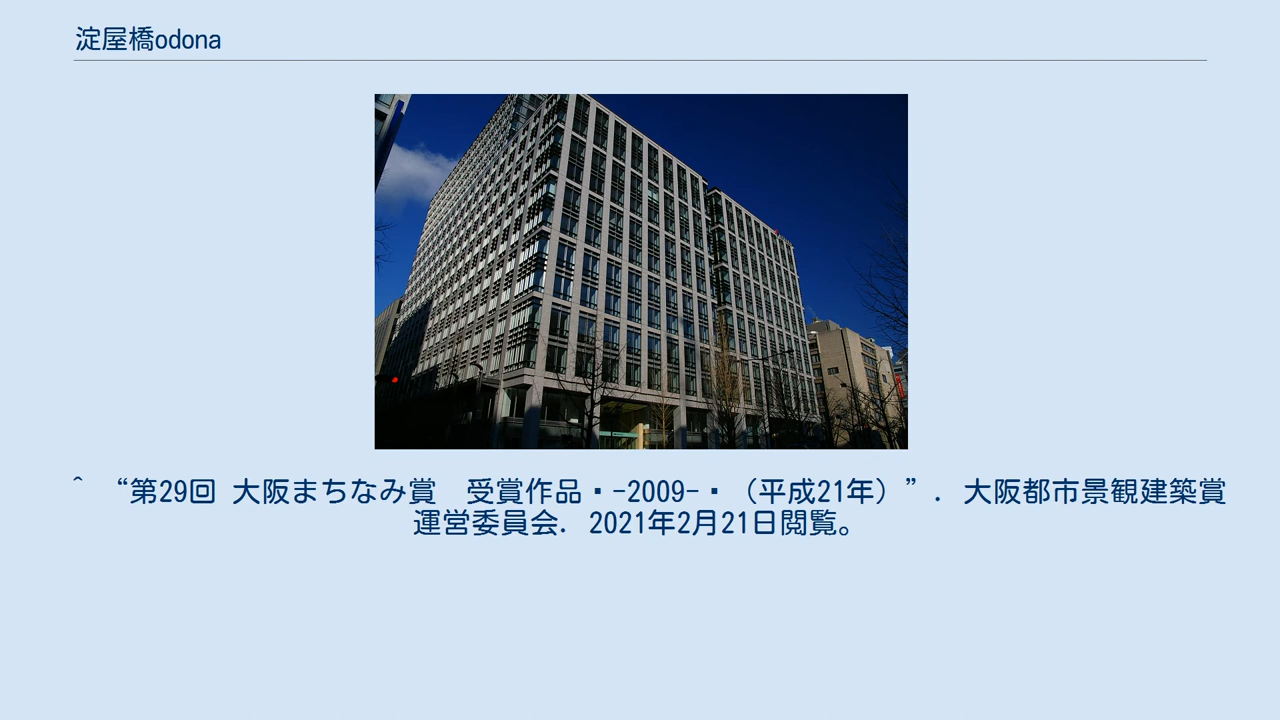 淀屋橋odona
^ “第29回 大阪まちなみ賞　受賞作品▪-2009-▪（平成21年）”. 大阪都市景観建築賞
運営委員会. 2021年2月21日閲覧。